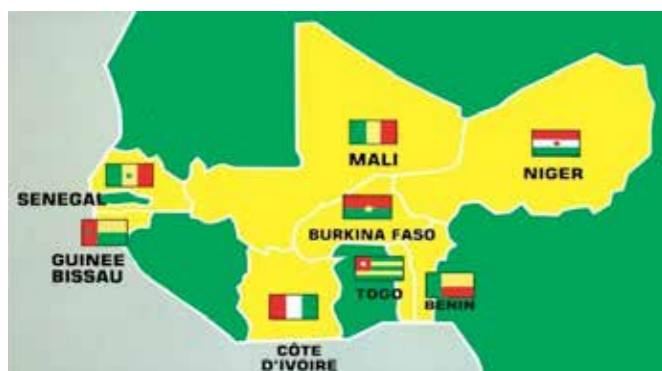 MALI
NIGER
SENEGAL
BURKINA FASO
GUINEE
BISSAU
TOGO
BENIN
CÔTE
D'IVOIRE